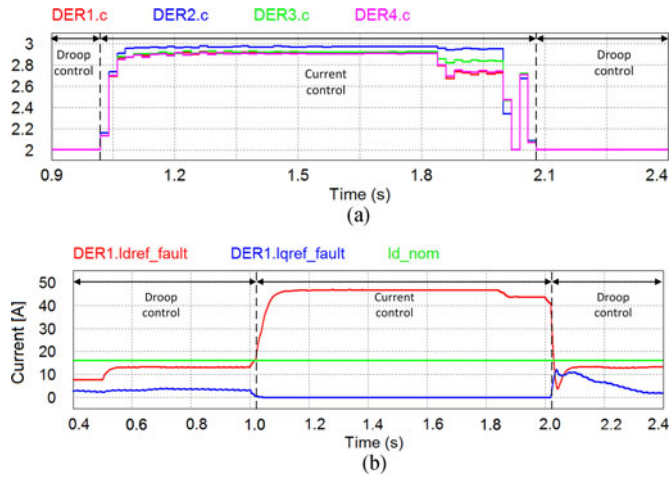 DER1.c DER2.c DER3.c DER4.c
3
2.8
2.6
2.4
2.2
2
Droop control
Current control
Droop control
0.9 1.2 1.5 1.8 2.1 2.4
Time (s)
(a)
DER1.Idref_fault DER1.Iqref_fault Id_nom
Current [A]
50
40
30
20
10
0
Droop control
Current control
Droop control
0.4 0.6 0.8 1.0 1.2 1.4 1.6 1.8 2.0 2.2 2.4
Time (s)
(b)